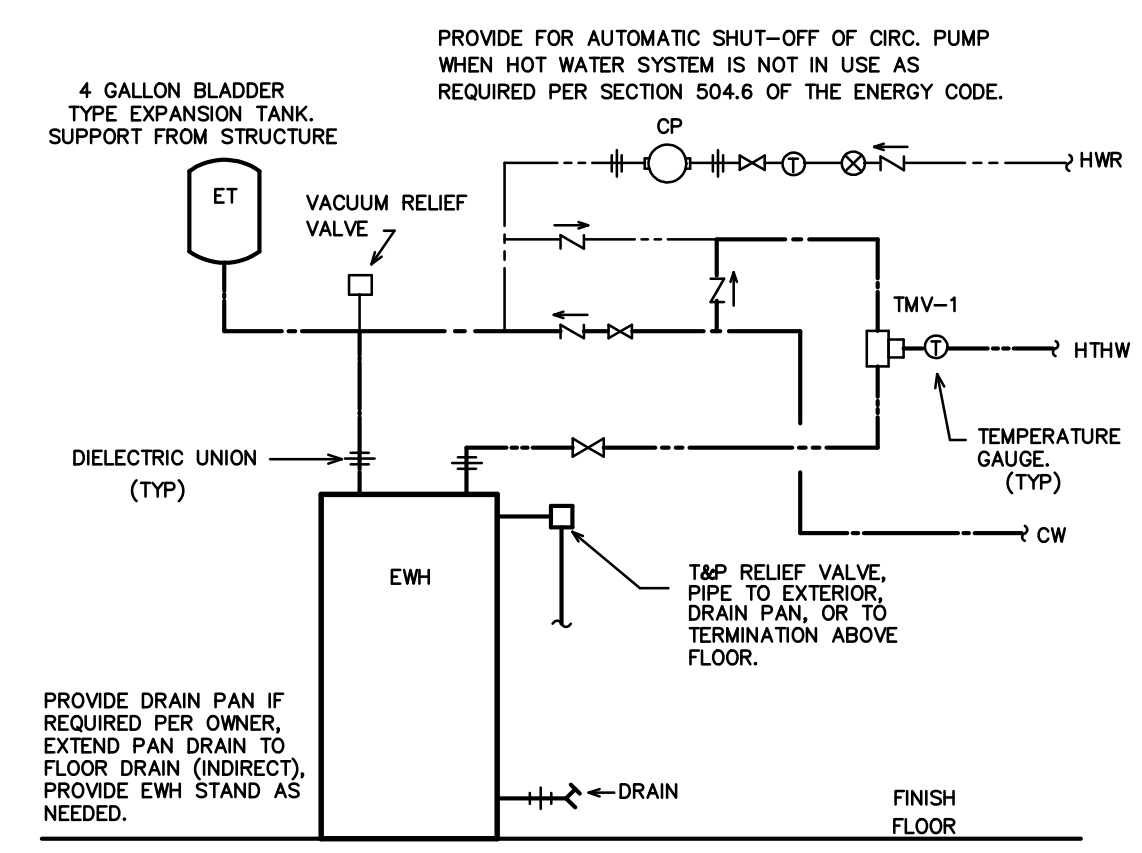 PROVIDE FOR AUTOMATIC SHUT-OFF OF CIRC. PUMP
WHEN HOT WATER SYSTEM IS NOT IN USE AS
REQUIRED PER SECTION 504.6 OF THE ENERGY CODE.
4 GALLON BLADDER
TYPE EXPANSION TANK.
SUPPORT FROM STRUCTURE
CP
T
HWR
ET
VACUUM RELIEF
VALVE
TMV-1
T
HTHW
DIELECTRIC UNION
(TYP)
TEMPERATURE
GAUGE.
(TYP)
CW
EWH
T&P RELIEF VALVE,
PIPE TO EXTERIOR,
DRAIN PAN, OR TO
TERMINATION ABOVE
FLOOR.
PROVIDE DRAIN PAN IF
REQUIRED PER OWNER,
EXTEND PAN DRAIN TO
FLOOR DRAIN (INDIRECT),
PROVIDE EWH STAND AS
NEEDED.
DRAIN
FINISH
FLOOR